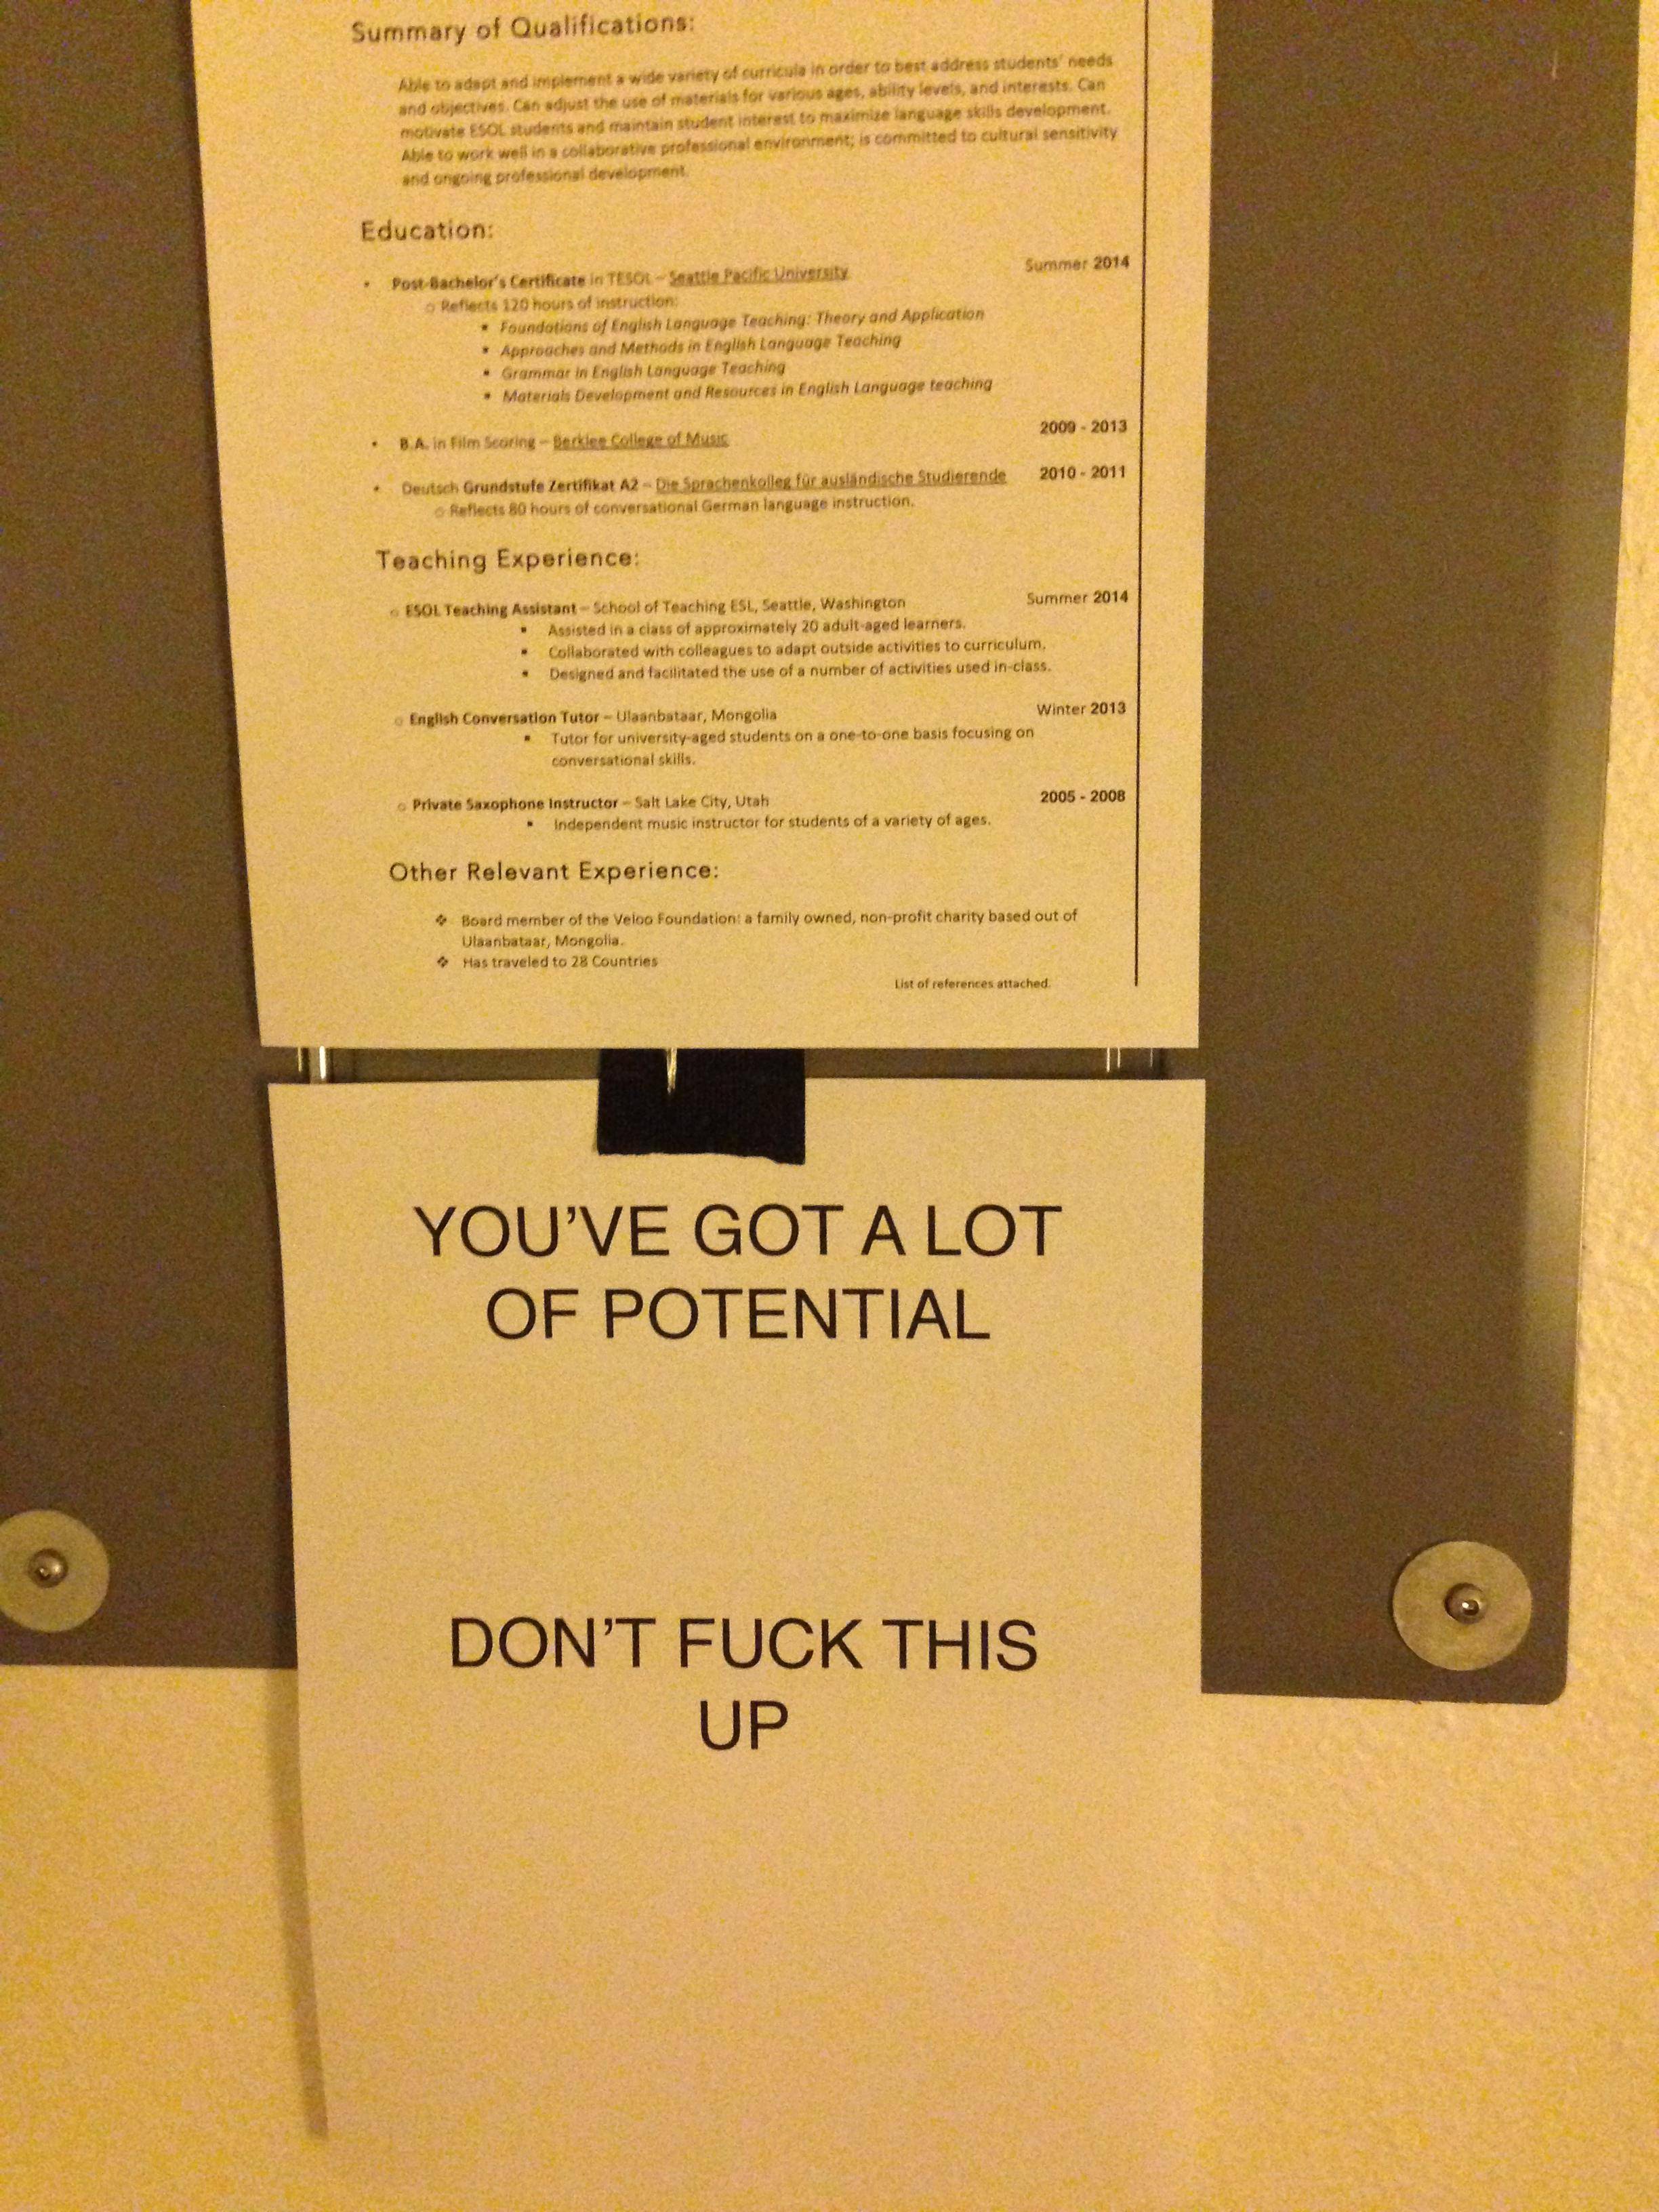 Summary of Qualifications:
Able to adapt and implement a wide variety of curricula in order to best address students' needs
and objectives. Can adjust the use of materials for various ages, ability levels, and interests. Can
motivate ESOL students and maintain student interest to maximize language skills development.
Able to work well in a collaborative professional environment; is committed to cultural sensitivity
and ongoing professional development.
Education:
• Post-Bachelor's Certificate in TESOL – Seattle Pacific University Summer 2014
○ Reflects 120 hours of instruction:
▪ Foundations of English Language Teaching: Theory and Application
▪ Approaches and Methods in English Language Teaching
▪ Grammar in English Language Teaching
▪ Materials Development and Resources in English Language teaching
• B.A. in Film Scoring – Berklee College of Music 2009 - 2013
• Deutsch Grundstufe Zertifikat A2 – Die Sprachenkolleg für ausländische Studierende 2010 - 2011
○ Reflects 80 hours of conversational German language instruction.
Teaching Experience:
○ ESOL Teaching Assistant – School of Teaching ESL, Seattle, Washington Summer 2014
▪ Assisted in a class of approximately 20 adult-aged learners.
▪ Collaborated with colleagues to adapt outside activities to curriculum.
▪ Designed and facilitated the use of a number of activities used in-class.
○ English Conversation Tutor – Ulaanbataar, Mongolia Winter 2013
▪ Tutor for university-aged students on a one-to-one basis focusing on
conversational skills.
○ Private Saxophone Instructor – Salt Lake City, Utah 2005 - 2008
▪ Independent music instructor for students of a variety of ages.
Other Relevant Experience:
❖ Board member of the Veloo Foundation: a family owned, non-profit charity based out of
Ulaanbataar, Mongolia.
❖ Has traveled to 28 Countries
List of references attached.
YOU'VE GOT A LOT
OF POTENTIAL
DON'T FUCK THIS
UP